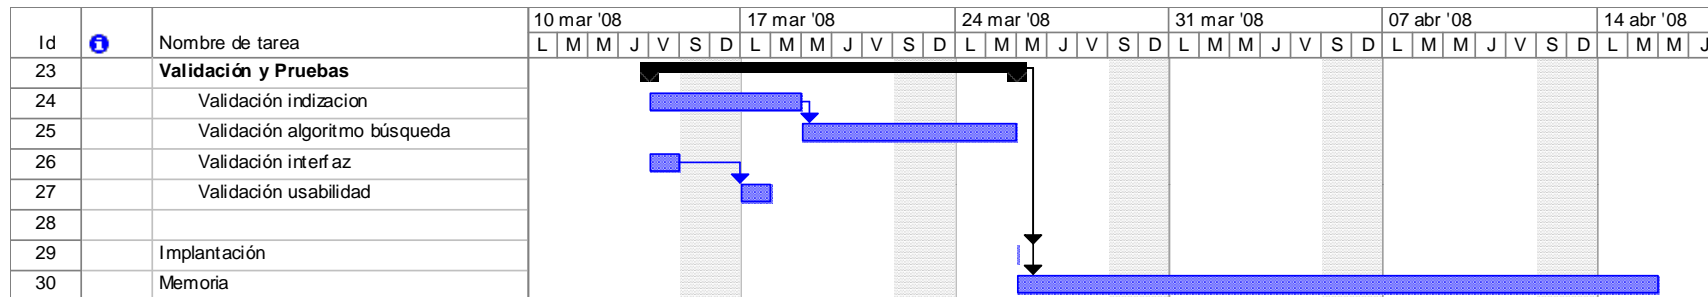 10 mar '08 17 mar '08 24 mar '08 31 mar '08 07 abr '08 14 abr '08
Id Nombre de tarea L M M J V S D L M M J V S D L M M J V S D L M M J V S D L M M J V S D L M M J
23 Validación y Pruebas
24 Validación indizacion
25 Validación algoritmo búsqueda
26 Validación interfaz
27 Validación usabilidad
28
29 Implantación
30 Memoria